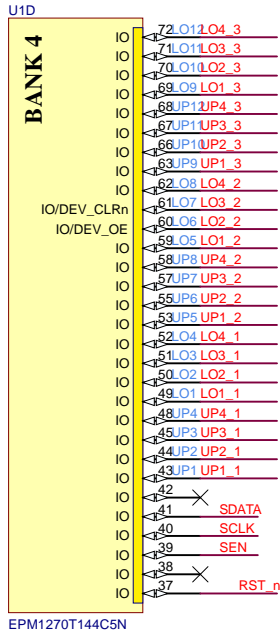 U1D
BANK 4
IO 72 LO12 LO4_3
IO 71 LO11 LO3_3
IO 70 LO10 LO2_3
IO 69 LO9 LO1_3
IO 68 UP12 UP4_3
IO 67 UP11 UP3_3
IO 66 UP10 UP2_3
IO 63 UP9 UP1_3
IO 62 LO8 LO4_2
IO/DEV_CLRn 61 LO7 LO3_2
IO/DEV_OE 60 LO6 LO2_2
IO 59 LO5 LO1_2
IO 58 UP8 UP4_2
IO 57 UP7 UP3_2
IO 55 UP6 UP2_2
IO 53 UP5 UP1_2
IO 52 LO4 LO4_1
IO 51 LO3 LO3_1
IO 50 LO2 LO2_1
IO 49 LO1 LO1_1
IO 48 UP4 UP4_1
IO 45 UP3 UP3_1
IO 44 UP2 UP2_1
IO 43 UP1 UP1_1
IO 42
IO 41 SDATA
IO 40 SCLK
IO 39 SEN
IO 38
IO 37 RST_n
EPM1270T144C5N